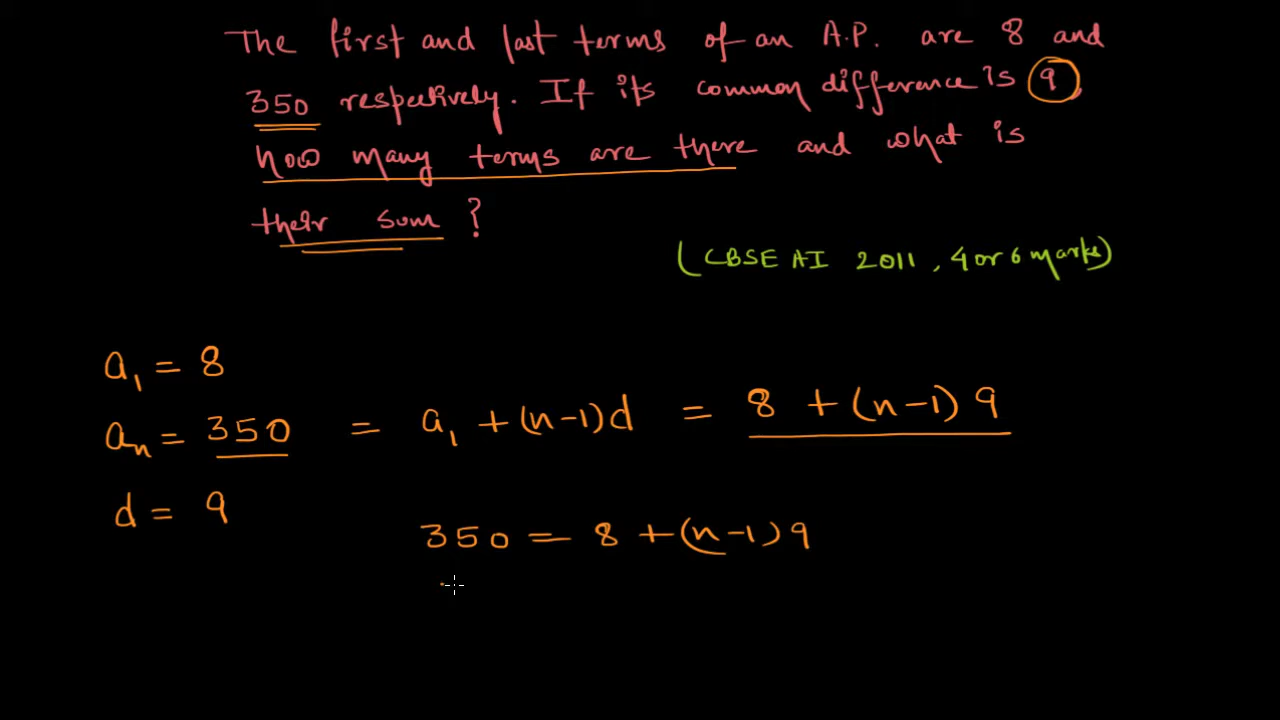 The first and last terms of an A.P. are 8 and
350 respectively. If its common difference is 9
how many terms are there and what is
their sum?
(CBSE AI 2011, 4 or 6 marks)
a₁ = 8
aₙ = 350 = a₁ + (n-1)d = 8 + (n-1) 9
d = 9
350 = 8 + (n-1) 9